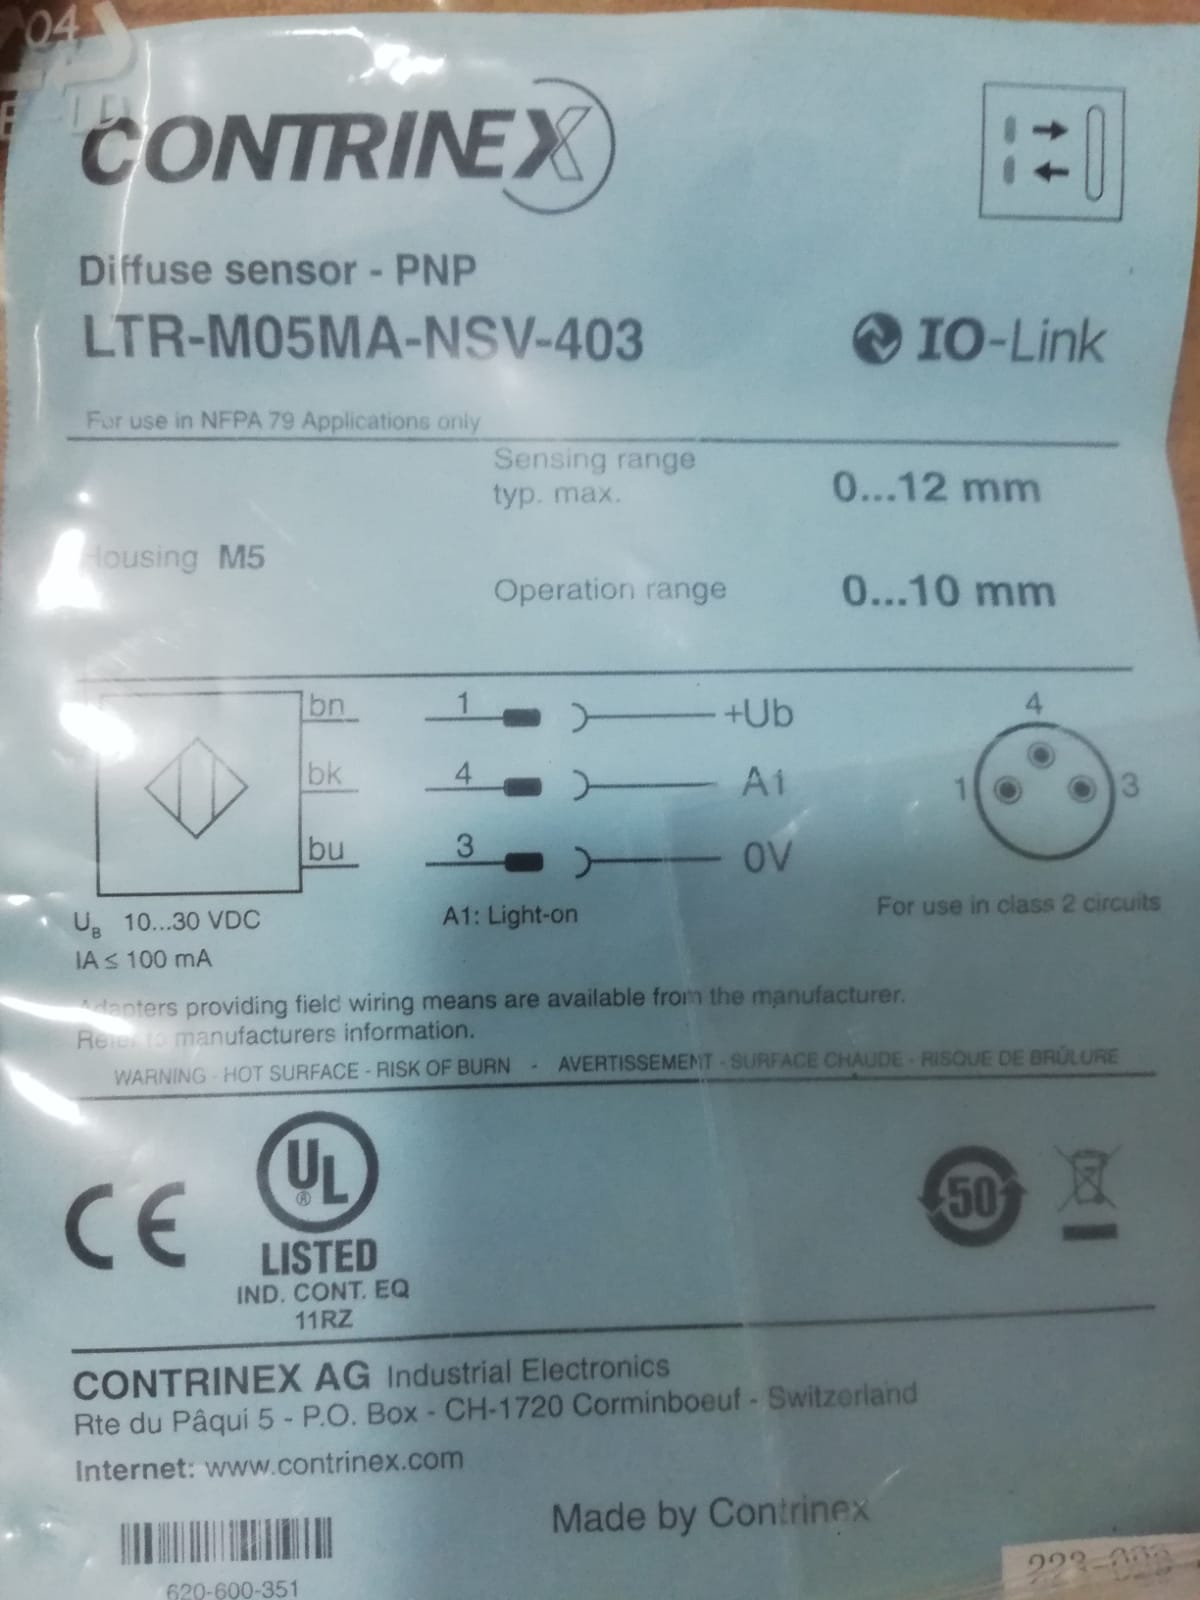 04
CONTRINEX
Diffuse sensor - PNP
LTR-M05MA-NSV-403
IO-Link
For use in NFPA 79 Applications only
Sensing range
typ. max.
0...12 mm
Housing M5
Operation range
0...10 mm
bn 1 +Ub
bk 4 A1
bu 3 0V
4
1 3
UB 10...30 VDC
A1: Light-on
For use in class 2 circuits
IA ≤ 100 mA
Adapters providing field wiring means are available from the manufacturer.
Refer to manufacturers information.
WARNING - HOT SURFACE - RISK OF BURN - AVERTISSEMENT - SURFACE CHAUDE - RISQUE DE BRÛLURE
CE
UL
®
LISTED
IND. CONT. EQ
11RZ
50
CONTRINEX AG Industrial Electronics
Rte du Pâqui 5 - P.O. Box - CH-1720 Corminboeuf - Switzerland
Internet: www.contrinex.com
Made by Contrinex
620-600-351